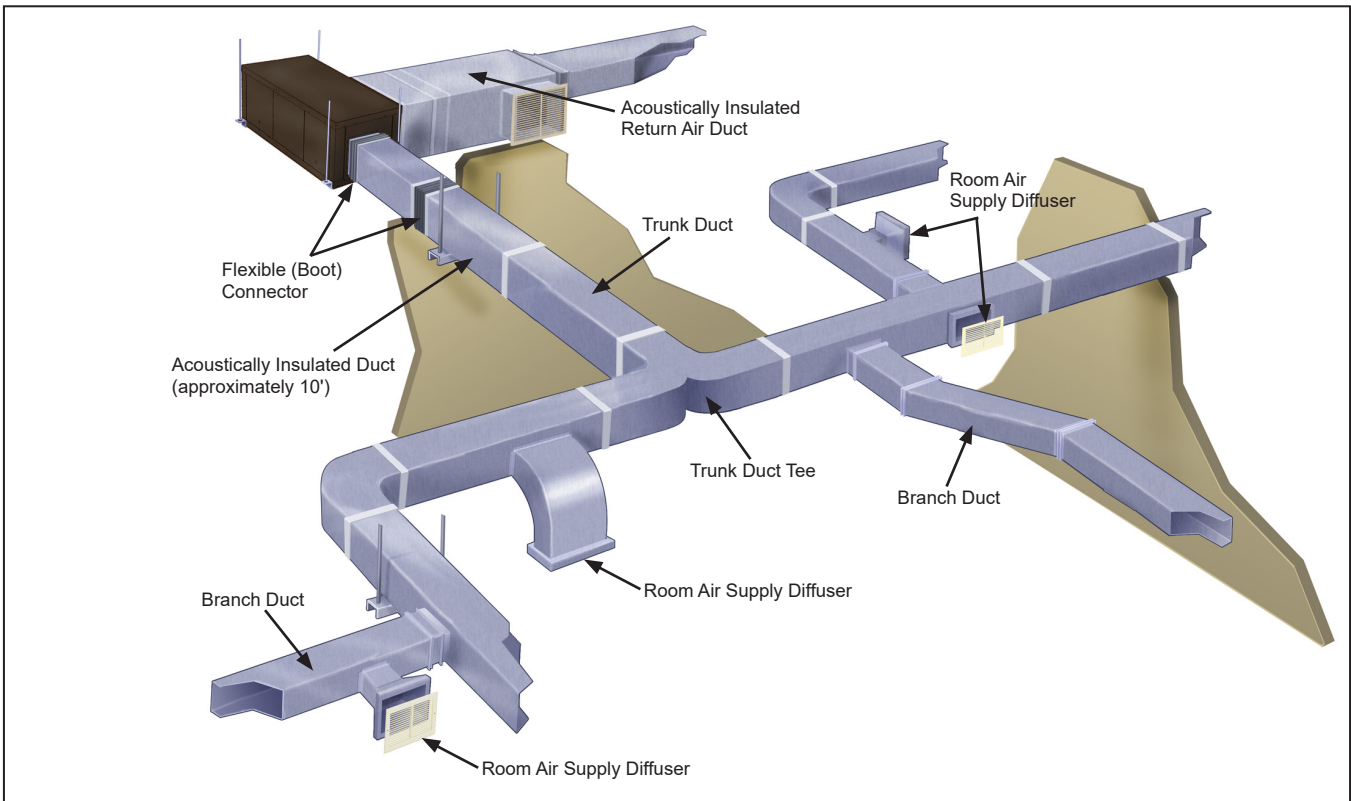 Acoustically Insulated
Return Air Duct
Room Air
Supply Diffuser
Trunk Duct
Flexible (Boot)
Connector
Acoustically Insulated Duct
(approximately 10')
Trunk Duct Tee
Branch Duct
Room Air Supply Diffuser
Branch Duct
Room Air Supply Diffuser